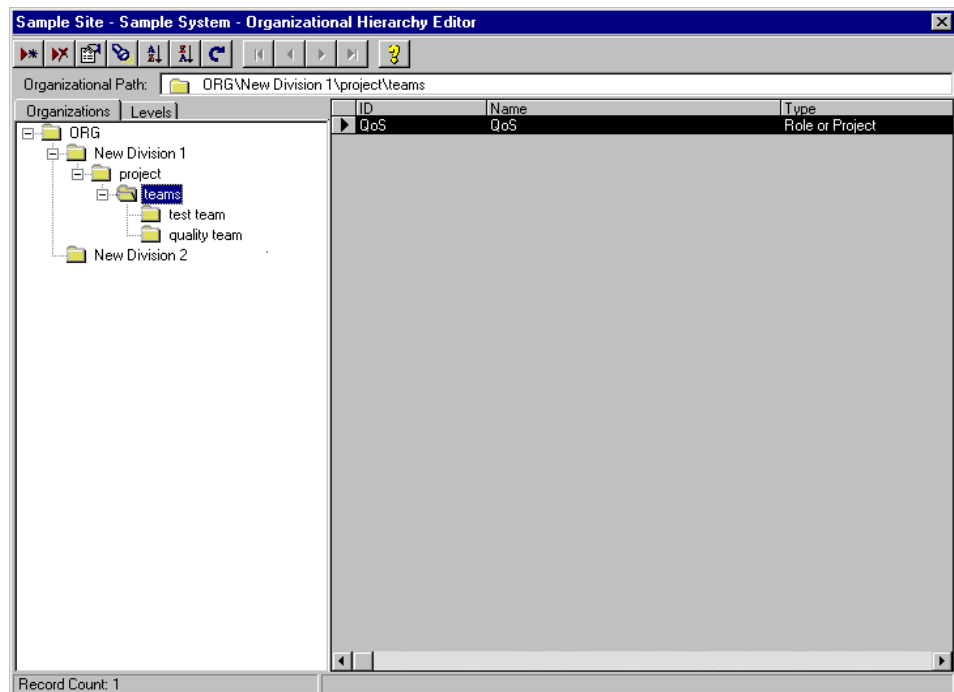 Sample Site - Sample System - Organizational Hierarchy Editor
Organizational Path: ORG\New Division 1\project\teams
Organizations Levels
ID Name Type
QoS QoS Role or Project
ORG
New Division 1
project
teams
test team
quality team
New Division 2
Record Count: 1